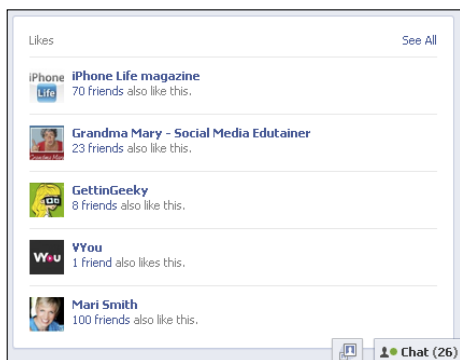 Likes See All
iPhone Life
iPhone Life magazine
70 friends also like this.
Grandma Mary
Grandma Mary - Social Media Edutainer
23 friends also like this.
GettinGeeky
8 friends also like this.
VYou
VYou
1 friend also likes this.
Mari Smith
100 friends also like this.
Chat (26)